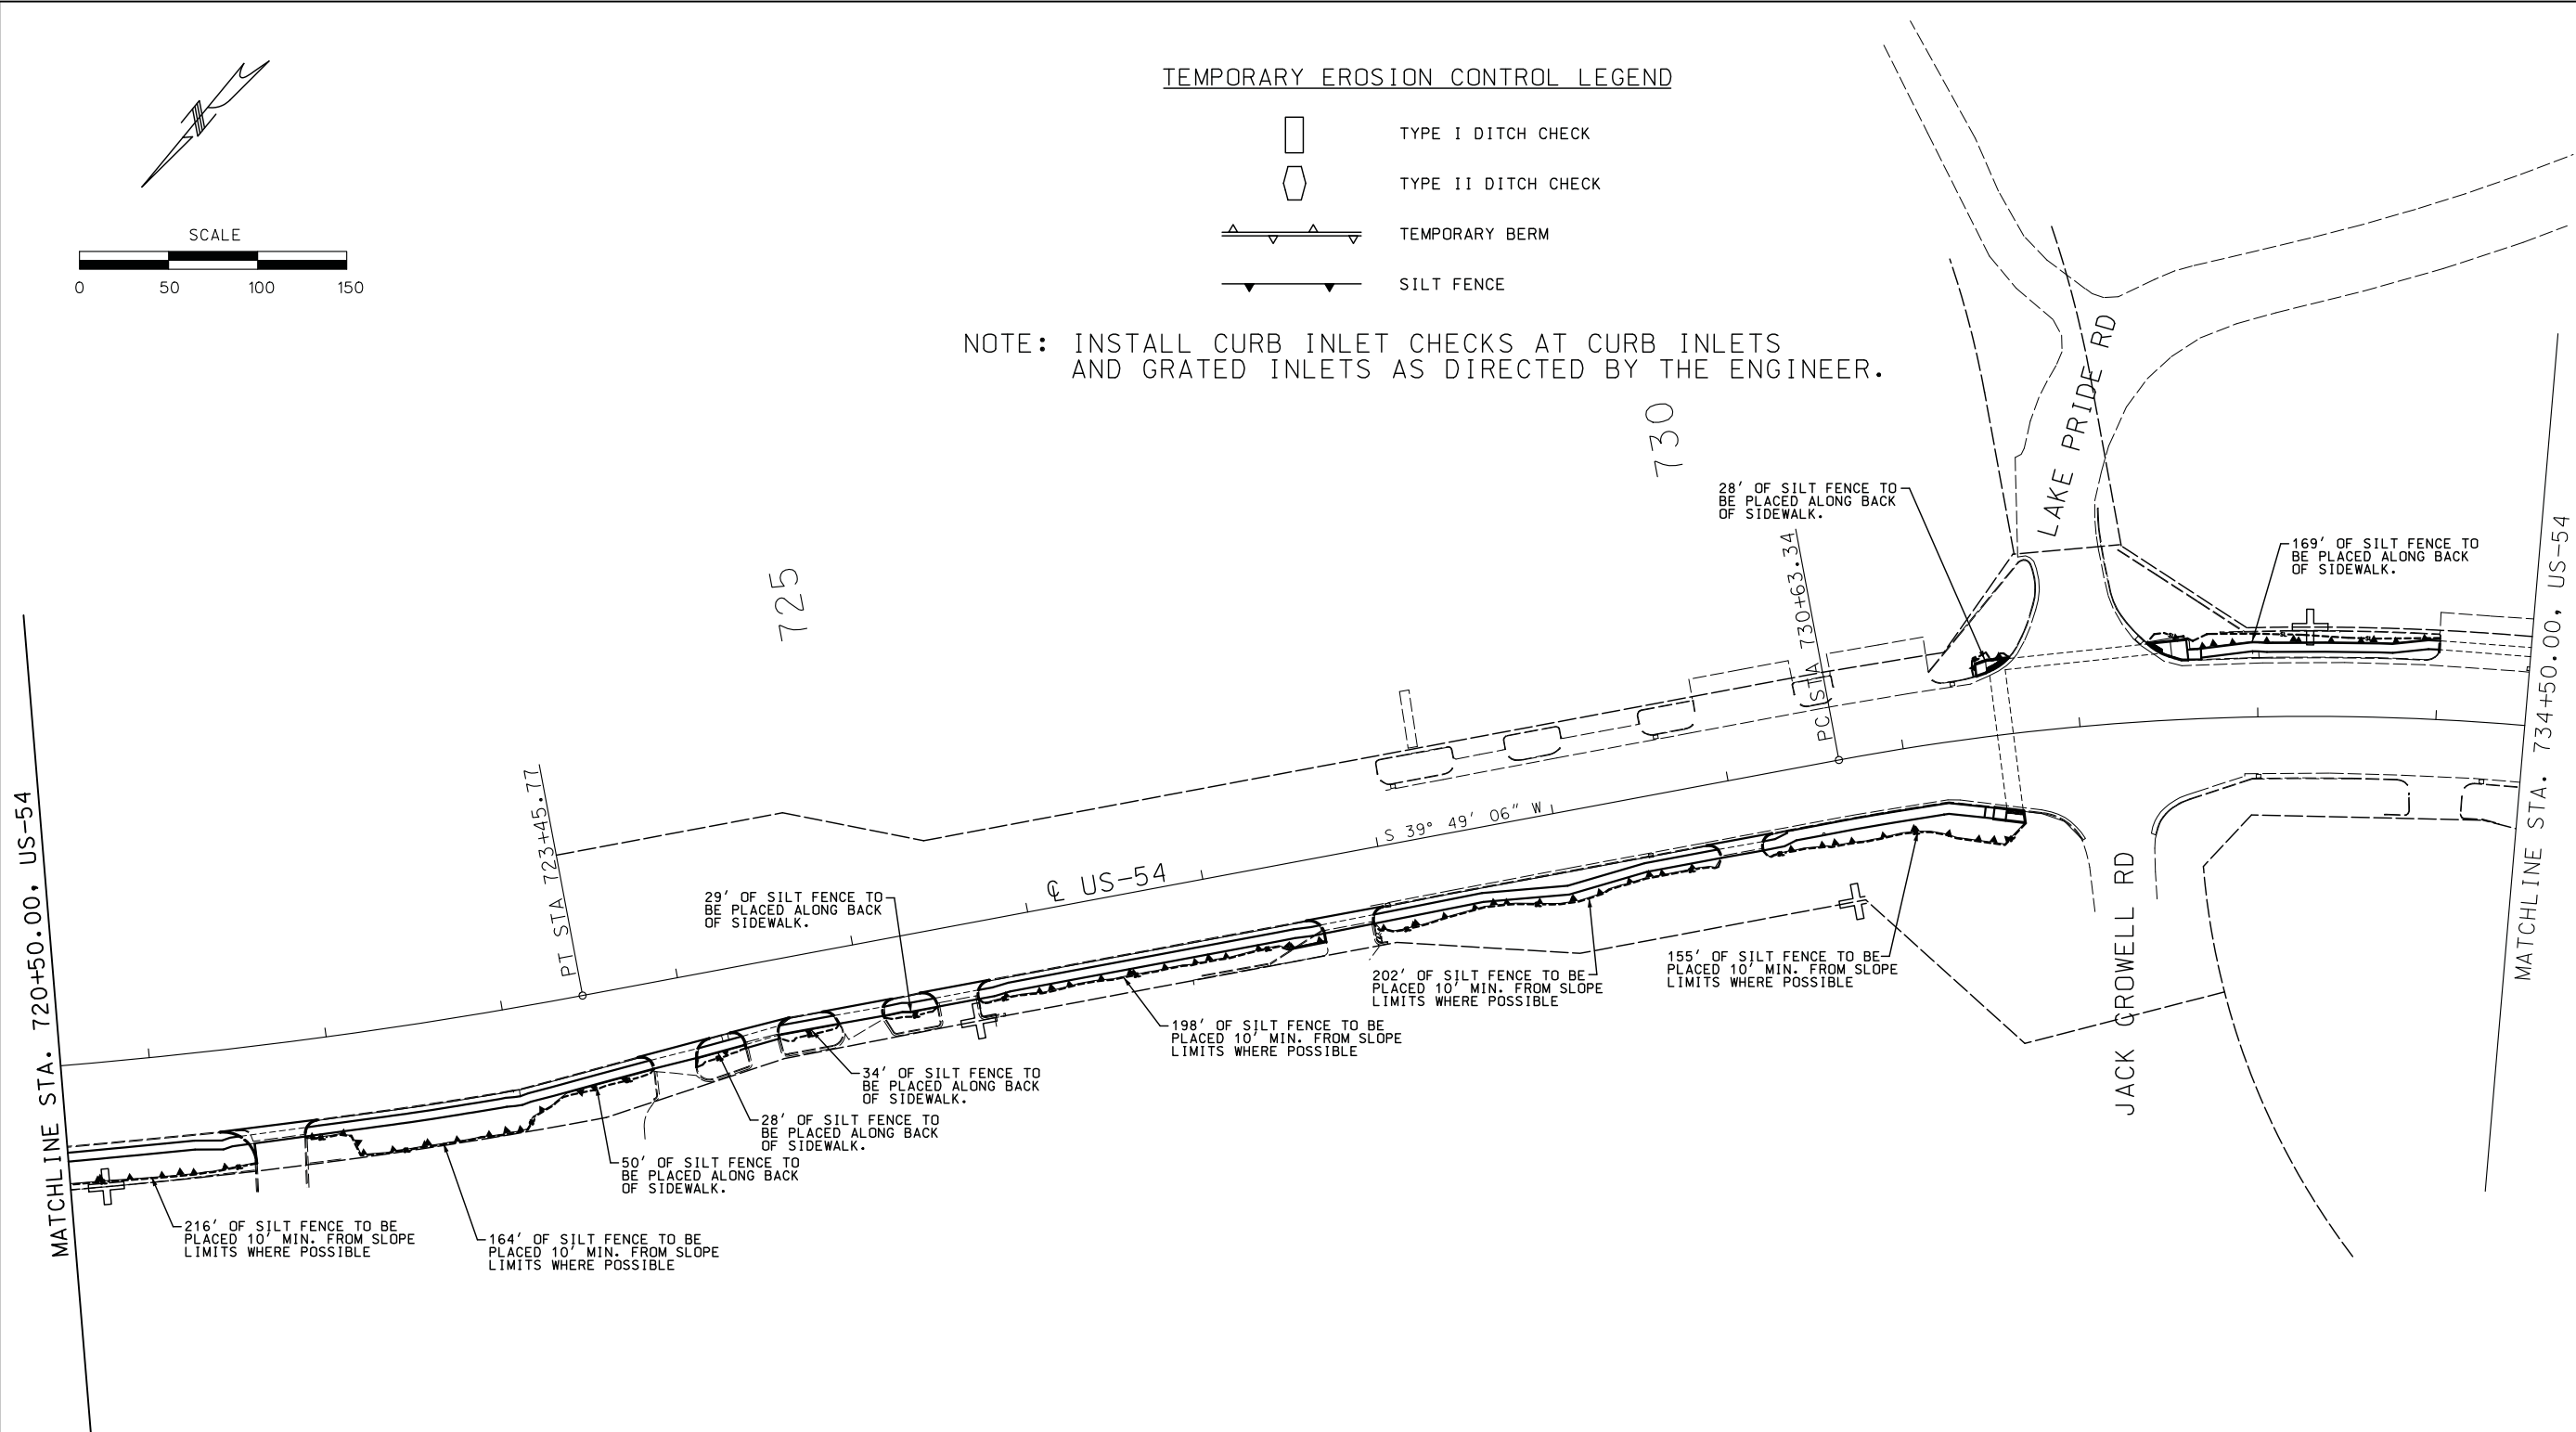 TEMPORARY EROSION CONTROL LEGEND
TYPE I DITCH CHECK
TYPE II DITCH CHECK
TEMPORARY BERM
SILT FENCE
SCALE
0 50 100 150
NOTE: INSTALL CURB INLET CHECKS AT CURB INLETS
AND GRATED INLETS AS DIRECTED BY THE ENGINEER.
MATCHLINE STA. 720+50.00, US-54
PT STA 723+45.77
725
730
PC STA 730+63.34
LAKE PRIDE RD
28' OF SILT FENCE TO
BE PLACED ALONG BACK
OF SIDEWALK.
169' OF SILT FENCE TO
BE PLACED ALONG BACK
OF SIDEWALK.
MATCHLINE STA. 734+50.00, US-54
S 39° 49' 06" W
℄ US-54
29' OF SILT FENCE TO
BE PLACED ALONG BACK
OF SIDEWALK.
155' OF SILT FENCE TO BE
PLACED 10' MIN. FROM SLOPE
LIMITS WHERE POSSIBLE
202' OF SILT FENCE TO BE
PLACED 10' MIN. FROM SLOPE
LIMITS WHERE POSSIBLE
198' OF SILT FENCE TO BE
PLACED 10' MIN. FROM SLOPE
LIMITS WHERE POSSIBLE
JACK CROWELL RD
34' OF SILT FENCE TO
BE PLACED ALONG BACK
OF SIDEWALK.
28' OF SILT FENCE TO
BE PLACED ALONG BACK
OF SIDEWALK.
50' OF SILT FENCE TO
BE PLACED ALONG BACK
OF SIDEWALK.
216' OF SILT FENCE TO BE
PLACED 10' MIN. FROM SLOPE
LIMITS WHERE POSSIBLE
164' OF SILT FENCE TO BE
PLACED 10' MIN. FROM SLOPE
LIMITS WHERE POSSIBLE